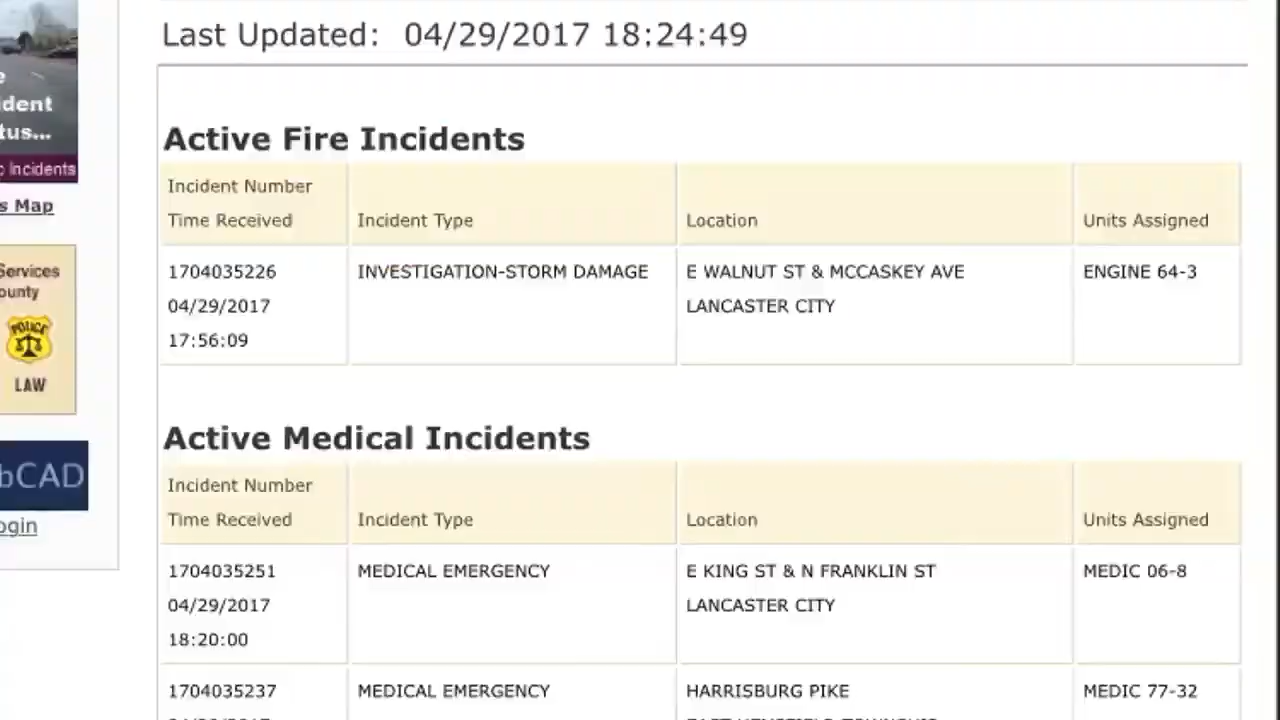 Last Updated: 04/29/2017 18:24:49
ident
tus...
Incidents
s Map
Services
ounty
POLICE
LAW
bCAD
ogin
Active Fire Incidents
Incident Number
Time Received Incident Type Location Units Assigned
1704035226 INVESTIGATION-STORM DAMAGE E WALNUT ST & MCCASKEY AVE ENGINE 64-3
04/29/2017 LANCASTER CITY
17:56:09
Active Medical Incidents
Incident Number
Time Received Incident Type Location Units Assigned
1704035251 MEDICAL EMERGENCY E KING ST & N FRANKLIN ST MEDIC 06-8
04/29/2017 LANCASTER CITY
18:20:00
1704035237 MEDICAL EMERGENCY HARRISBURG PIKE MEDIC 77-32